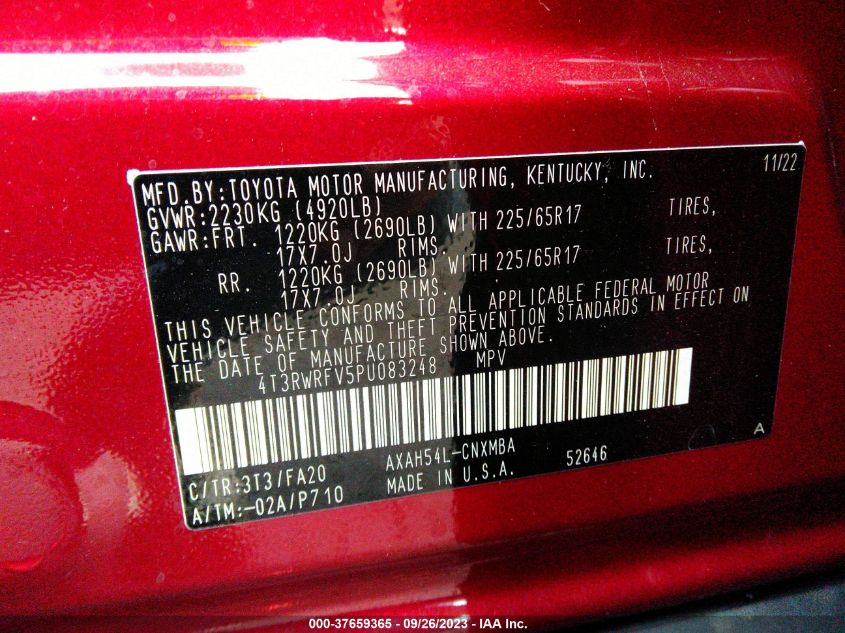 MFD.BY:TOYOTA MOTOR MANUFACTURING, KENTUCKY, INC. 11/22
GVWR:2230KG (4920LB)
GAWR:FRT. 1220KG (2690LB) WITH 225/65R17 TIRES,
17X7.0J RIMS.
RR. 1220KG (2690LB) WITH 225/65R17 TIRES,
17X7.0J RIMS.
THIS VEHICLE CONFORMS TO ALL APPLICABLE FEDERAL MOTOR
VEHICLE SAFETY AND THEFT PREVENTION STANDARDS IN EFFECT ON
THE DATE OF MANUFACTURE SHOWN ABOVE.
4T3RWRFV5PU083248 MPV
A
C/TR:3T3/FA20 AXAH54L-CNXMBA 52646
A/TM:-02A/P710 MADE IN U.S.A.
000-37659365 - 09/26/2023 - IAA Inc.